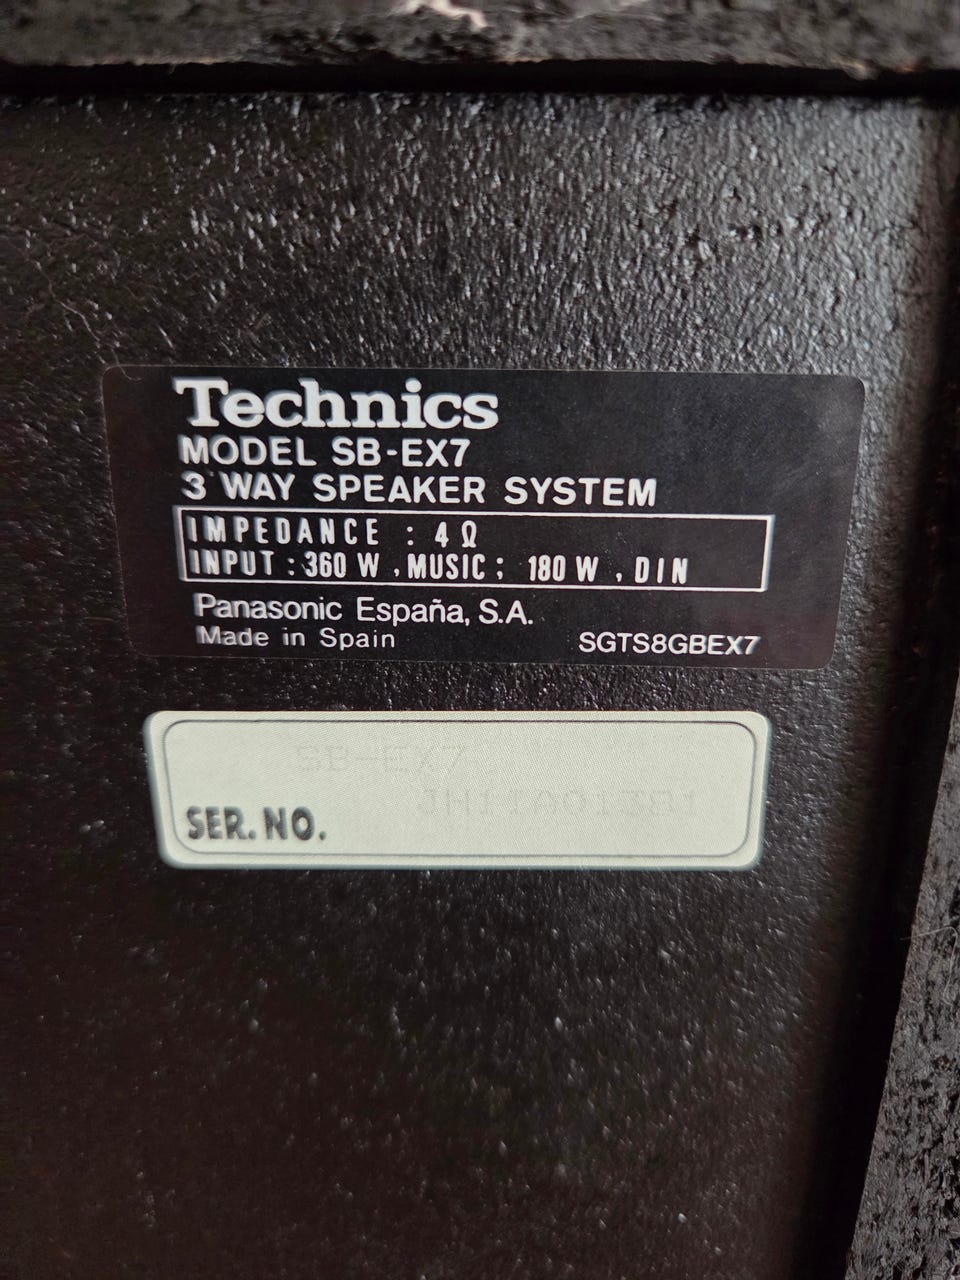 Technics
MODEL SB-EX7
3 WAY SPEAKER SYSTEM
IMPEDANCE : 4 Ω
INPUT : 360 W , MUSIC ; 180 W , DIN
Panasonic España, S.A.
Made in Spain SGTS8GBEX7
SB-EX7
SER. NO.